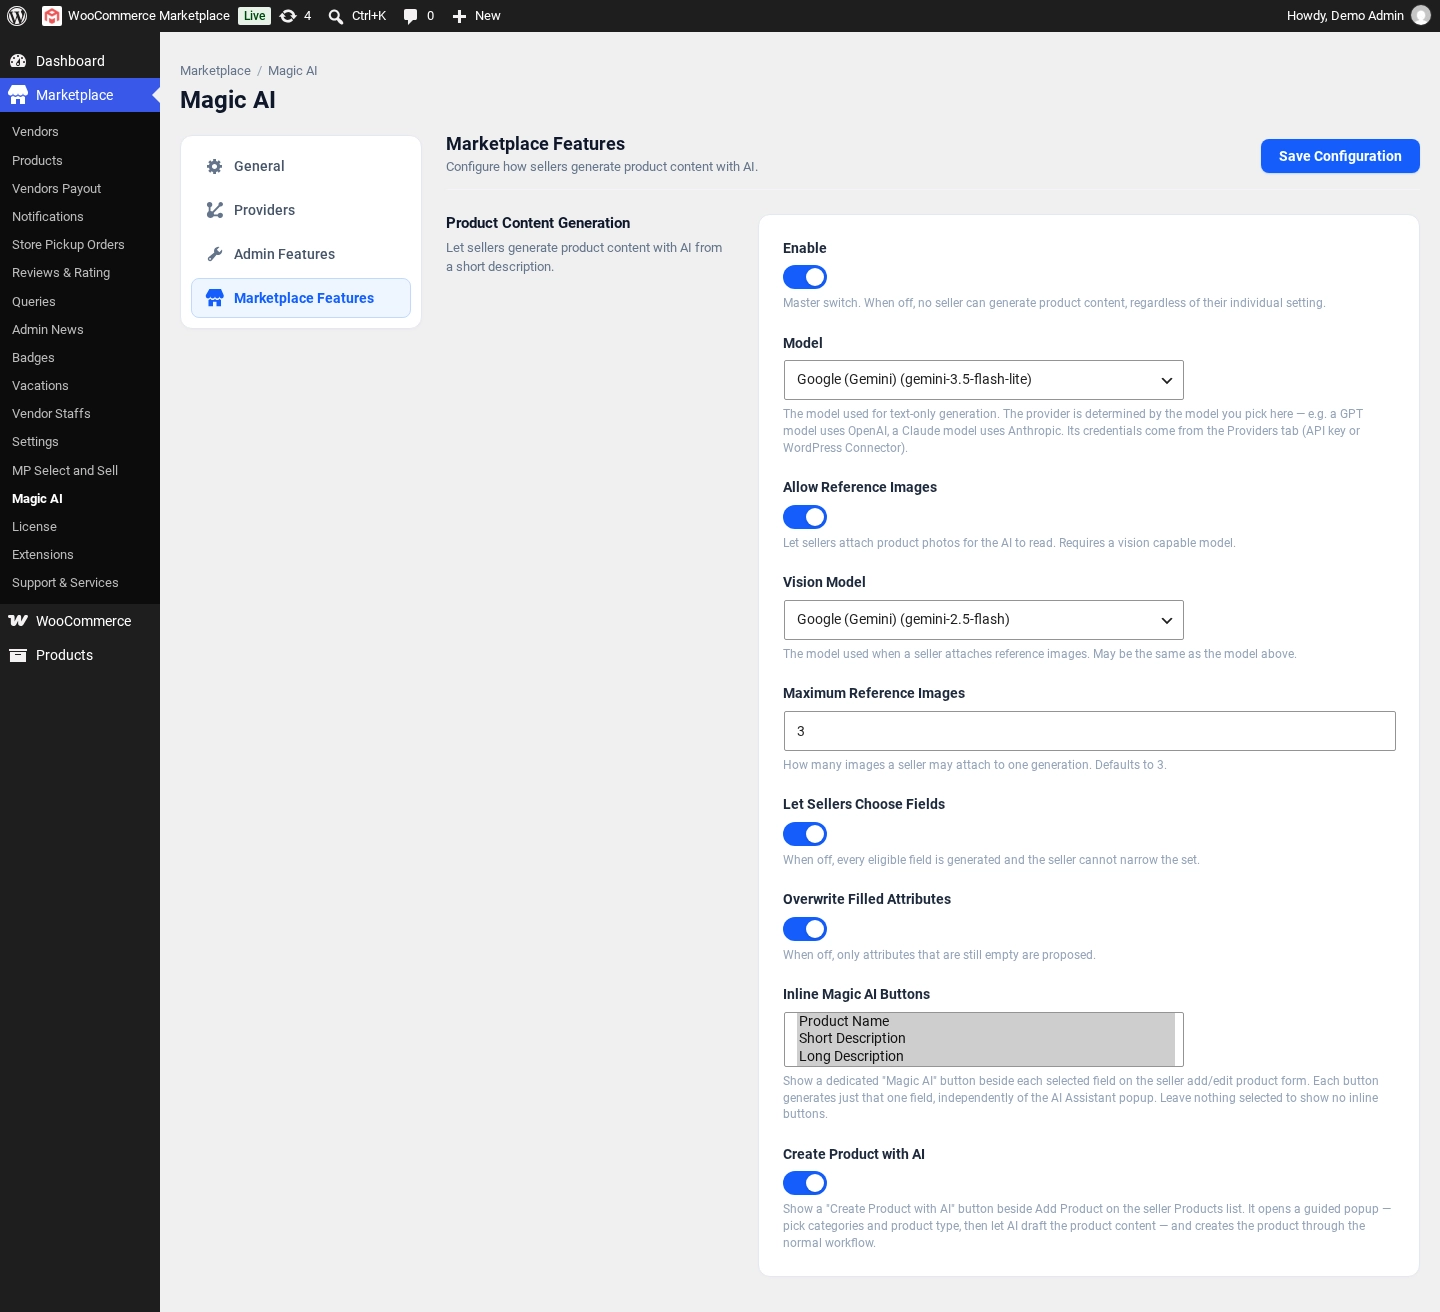 WooCommerce Marketplace Live 4 Ctrl+K 0 New Howdy, Demo Admin
Dashboard
Marketplace
Vendors
Products
Vendors Payout
Notifications
Store Pickup Orders
Reviews & Rating
Queries
Admin News
Badges
Vacations
Vendor Staffs
Settings
MP Select and Sell
Magic AI
License
Extensions
Support & Services
WooCommerce
Products
Marketplace / Magic AI
Magic AI
General
Providers
Admin Features
Marketplace Features
Marketplace Features
Configure how sellers generate product content with AI.
Save Configuration
Product Content Generation
Let sellers generate product content with AI from
a short description.
Enable
Master switch. When off, no seller can generate product content, regardless of their individual setting.
Model
Google (Gemini) (gemini-3.5-flash-lite)
The model used for text-only generation. The provider is determined by the model you pick here — e.g. a GPT
model uses OpenAI, a Claude model uses Anthropic. Its credentials come from the Providers tab (API key or
WordPress Connector).
Allow Reference Images
Let sellers attach product photos for the AI to read. Requires a vision capable model.
Vision Model
Google (Gemini) (gemini-2.5-flash)
The model used when a seller attaches reference images. May be the same as the model above.
Maximum Reference Images
3
How many images a seller may attach to one generation. Defaults to 3.
Let Sellers Choose Fields
When off, every eligible field is generated and the seller cannot narrow the set.
Overwrite Filled Attributes
When off, only attributes that are still empty are proposed.
Inline Magic AI Buttons
Product Name
Short Description
Long Description
Show a dedicated "Magic AI" button beside each selected field on the seller add/edit product form. Each button
generates just that one field, independently of the AI Assistant popup. Leave nothing selected to show no inline
buttons.
Create Product with AI
Show a "Create Product with AI" button beside Add Product on the seller Products list. It opens a guided popup —
pick categories and product type, then let AI draft the product content — and creates the product through the
normal workflow.